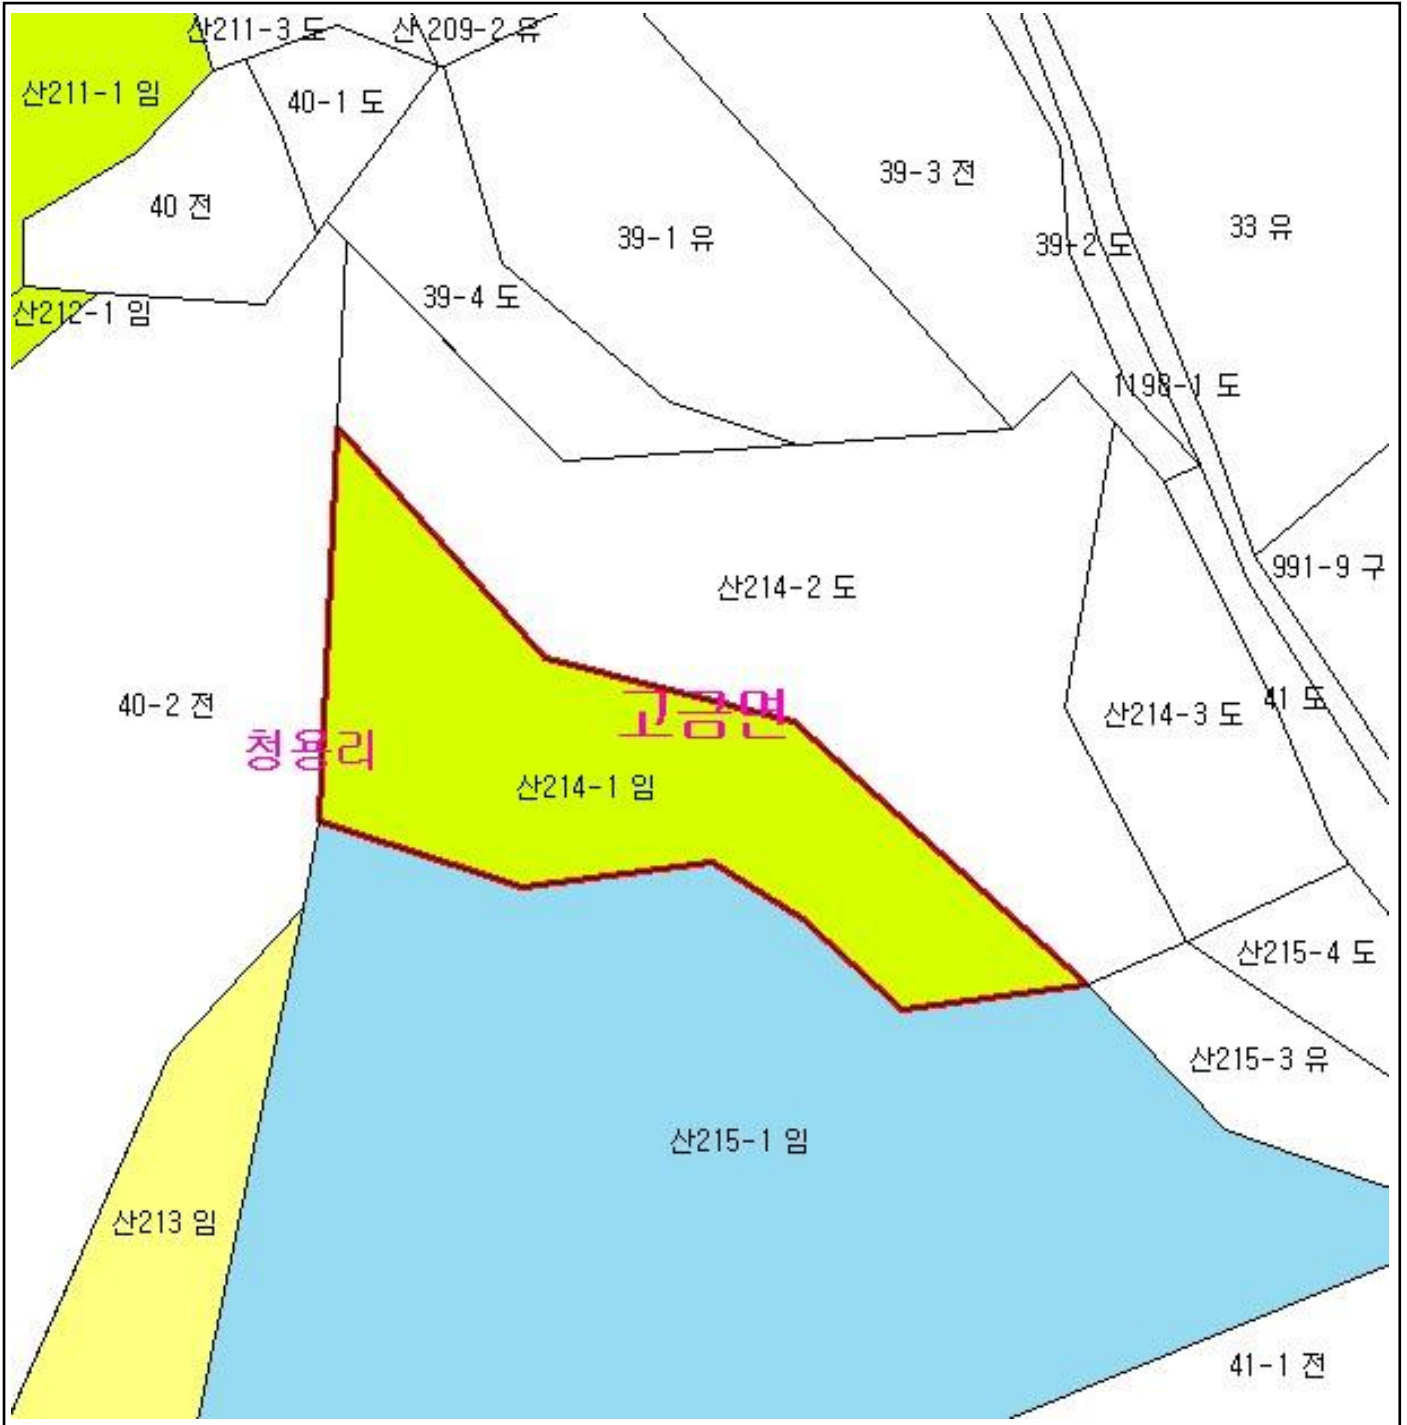 산211-3 도
산209-2 유
산211-1 임
40-1 도
39-3 전
40 전
33 유
39-1 유
39-2 도
39-4 도
산212-1 임
1198-1 도
991-9 구
산214-2 도
40-2 전
41 도
산214-3 도
고금면
청용리
산214-1 임
산215-4 도
산215-3 유
산215-1 임
산213 임
41-1 전